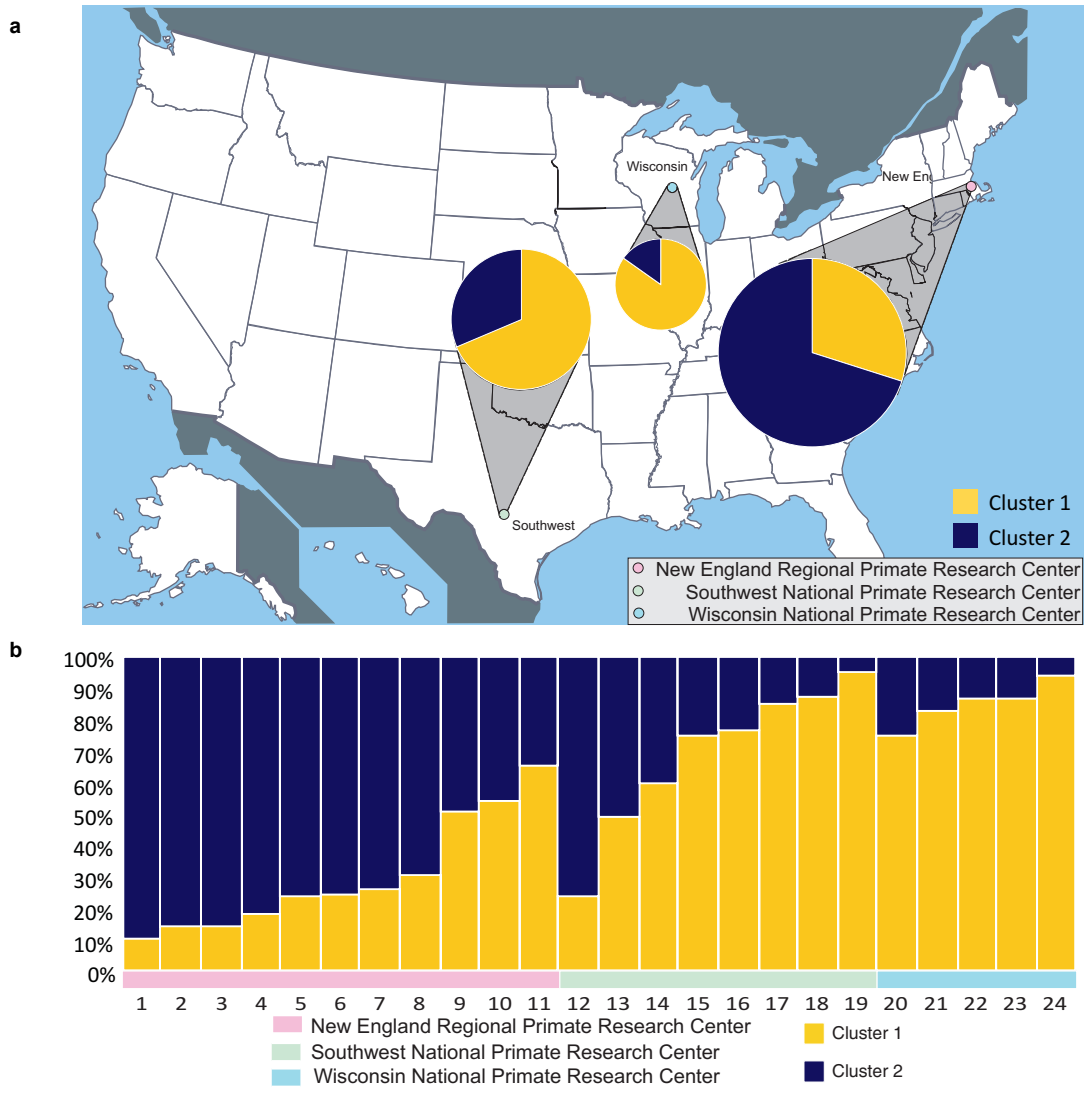 a
Wisconsin
New En
Southwest
Cluster 1
Cluster 2
New England Regional Primate Research Center
Southwest National Primate Research Center
Wisconsin National Primate Research Center
b
100%
90%
80%
70%
60%
50%
40%
30%
20%
10%
0%
1 2 3 4 5 6 7 8 9 10 11 12 13 14 15 16 17 18 19 20 21 22 23 24
New England Regional Primate Research Center
Southwest National Primate Research Center
Wisconsin National Primate Research Center
Cluster 1
Cluster 2